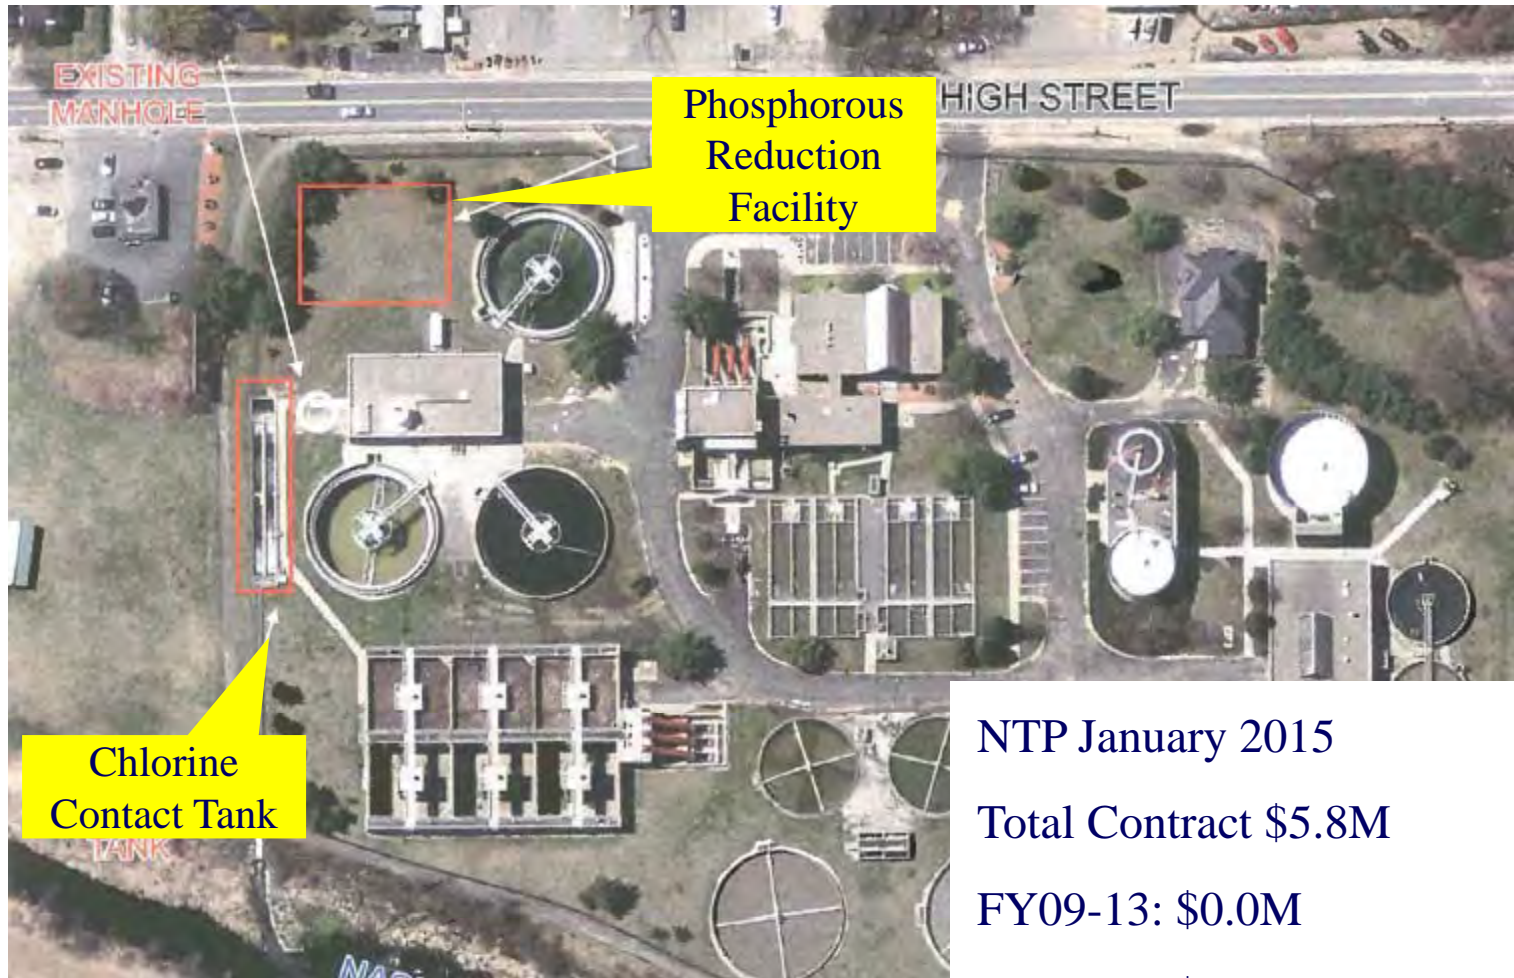 EXISTING
MANHOLE
Phosphorous
Reduction
Facility
HIGH STREET
Chlorine
Contact Tank
TANK
NTP January 2015
Total Contract $5.8M
FY09-13: $0.0M